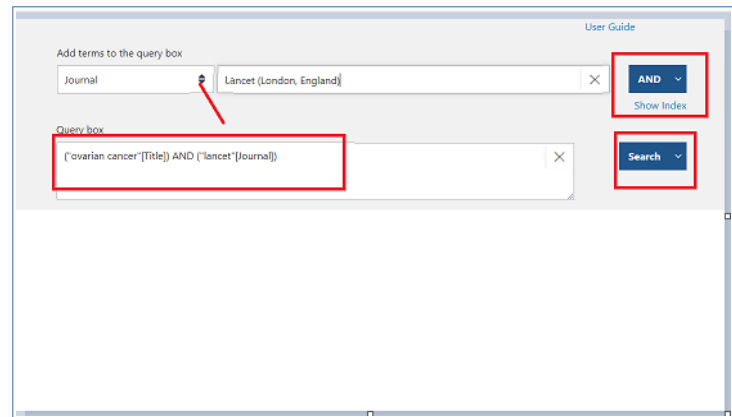 User Guide
Add terms to the query box
Journal
Lancet (London, England)
AND
Show Index
Query box
("ovarian cancer"[Title]) AND ("lancet"[Journal])
Search